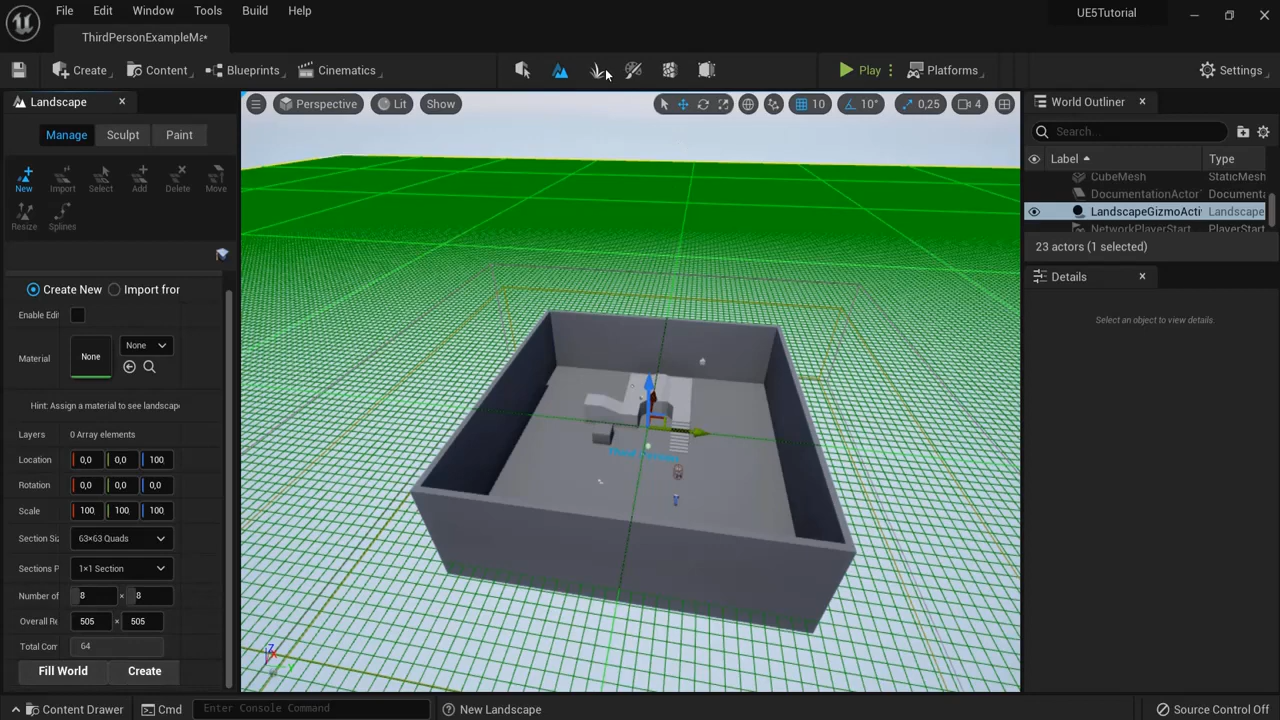 File Edit Window Tools Build Help
UE5Tutorial
ThirdPersonExampleMa*
Create Content Blueprints Cinematics Play Platforms Settings
Landscape
Perspective Lit Show 10 10° 0,25 4
World Outliner
Manage Sculpt Paint
Search...
Label Type
New Import Select Add Delete Move
CubeMesh StaticMesh
DocumentationActor Documenta
LandscapeGizmoActi Landscape
NetworkPlayerStart PlayerStart
Resize Splines
23 actors (1 selected)
Details
Create New Import fror
Enable Edi
Select an object to view details.
Material None None
Hint: Assign a material to see landscape
Layers 0 Array elements
Location 0,0 0,0 100
Rotation 0,0 0,0 0,0
Scale 100 100 100
Section Siz 63×63 Quads
Sections P 1×1 Section
Number of 8 × 8
Overall Re 505 × 505
Total Com 64
Fill World Create
Z
X
Y
Content Drawer Cmd Enter Console Command New Landscape Source Control Off